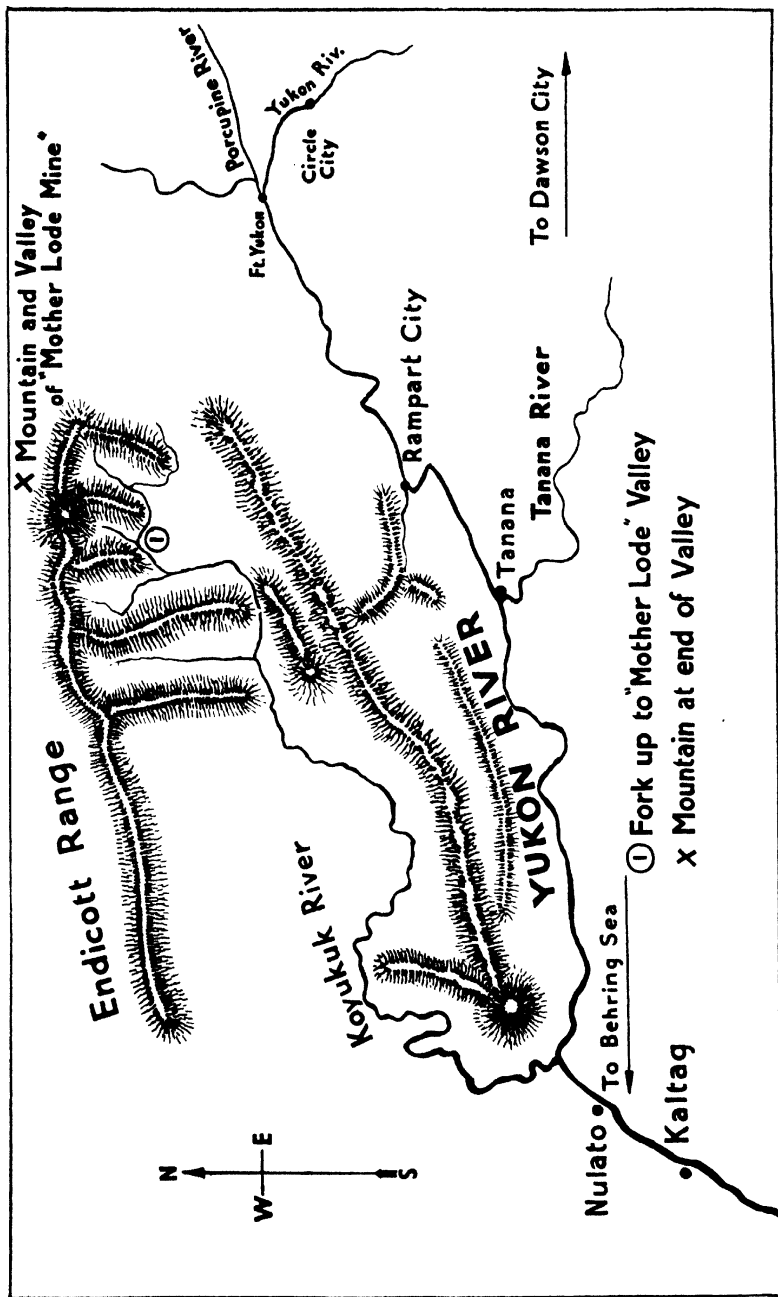 X Mountain and Valley
of "Mother Lode Mine"
Porcupine River
Yukon Riv.
Ft. Yukon
Circle
City
Endicott Range
①
To Dawson City
Rampart City
Koyukuk River
Tanana
Tanana River
YUKON RIVER
N
W
E
S
To Behring Sea
Nulato
Kaltag
① Fork up to "Mother Lode" Valley
X Mountain at end of Valley